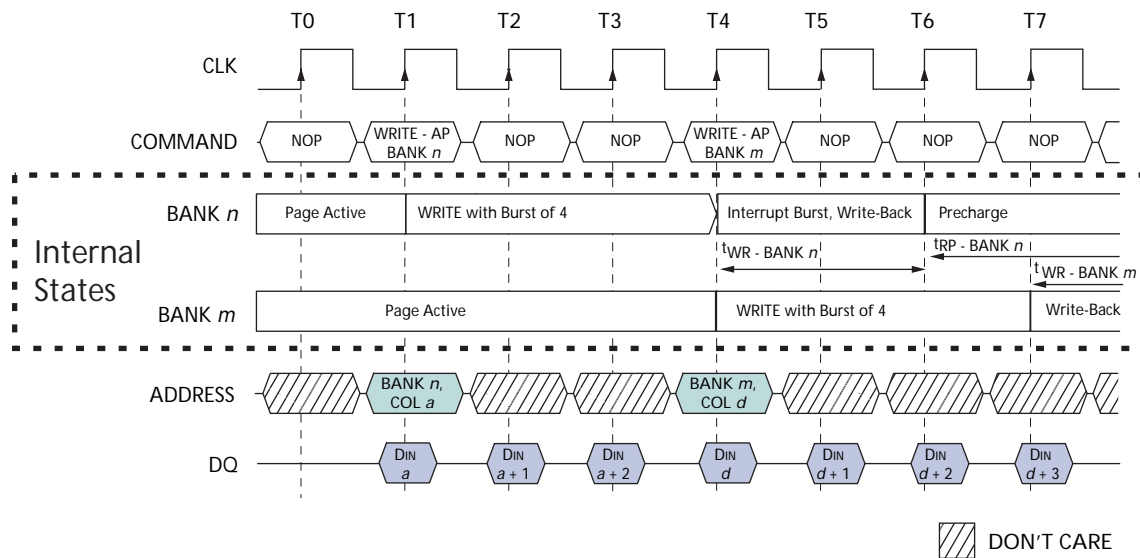 T0 T1 T2 T3 T4 T5 T6 T7
CLK
COMMAND NOP WRITE - AP BANK n NOP NOP WRITE - AP BANK m NOP NOP NOP
Internal States
BANK n Page Active WRITE with Burst of 4 Interrupt Burst, Write-Back Precharge
tWR - BANK n tRP - BANK n
tWR - BANK m
BANK m Page Active WRITE with Burst of 4 Write-Back
ADDRESS BANK n, COL a BANK m, COL d
DQ DIN a DIN a + 1 DIN a + 2 DIN d DIN d + 1 DIN d + 2 DIN d + 3
DON'T CARE